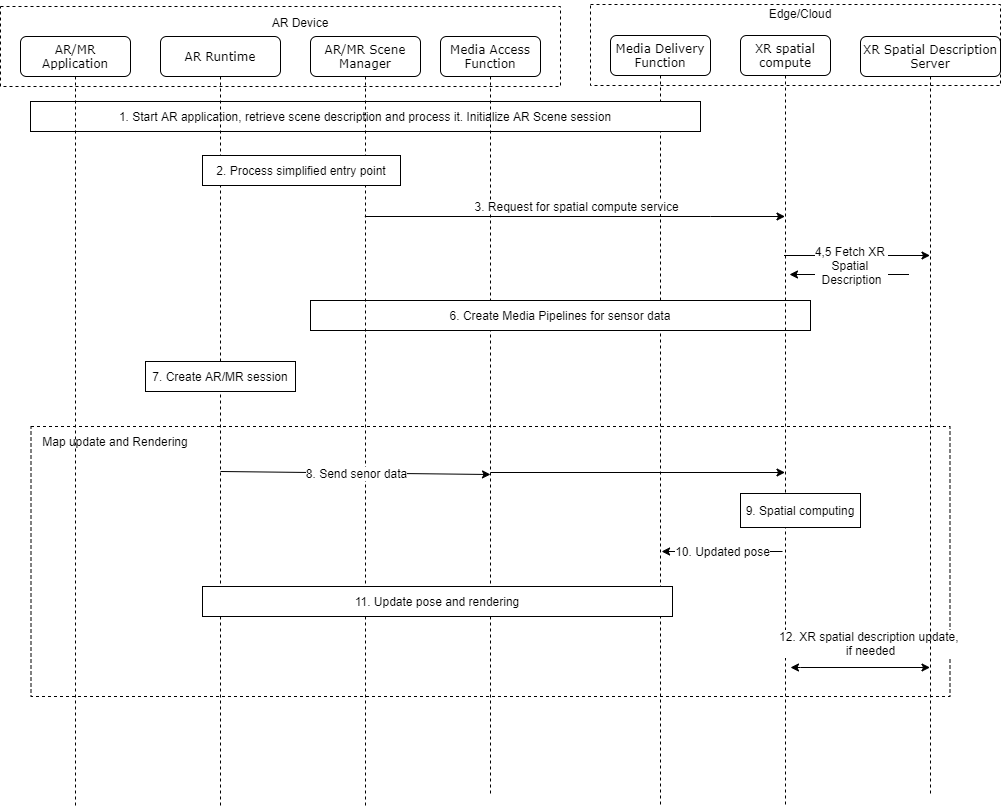 AR Device
Edge/Cloud
AR/MR
Application
AR Runtime
AR/MR Scene
Manager
Media Access
Function
Media Delivery
Function
XR spatial
compute
XR Spatial Description
Server
1. Start AR application, retrieve scene description and process it. Initialize AR Scene session
2. Process simplified entry point
3. Request for spatial compute service
4,5 Fetch XR
Spatial
Description
6. Create Media Pipelines for sensor data
7. Create AR/MR session
Map update and Rendering
8. Send senor data
9. Spatial computing
10. Updated pose
11. Update pose and rendering
12. XR spatial description update,
if needed